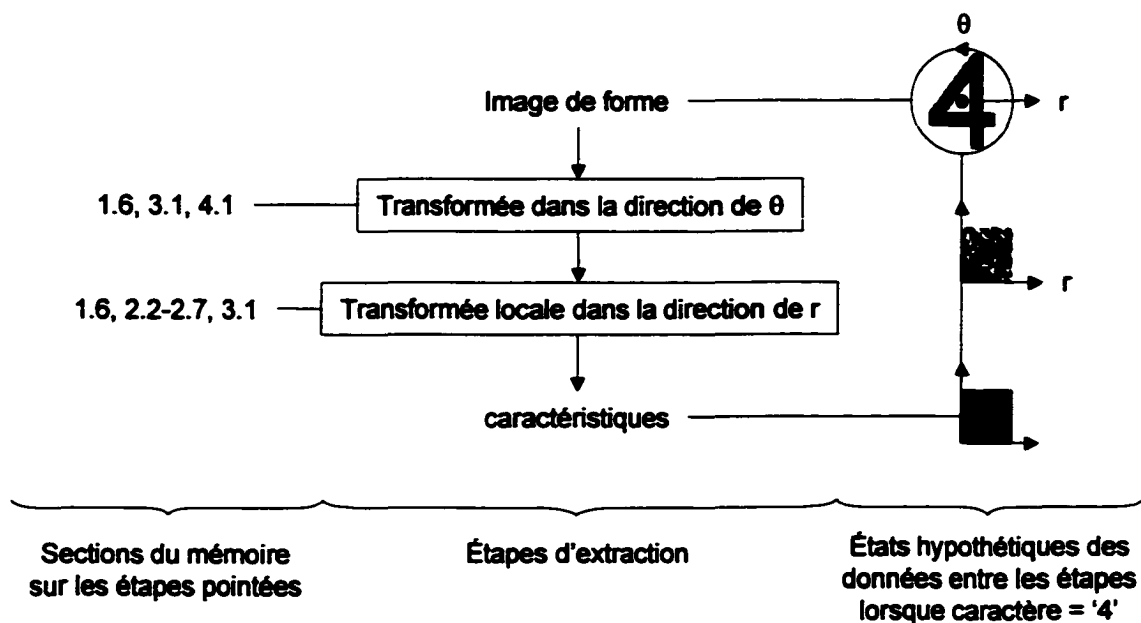 θ
Image de forme
4
r
1.6, 3.1, 4.1
Transformée dans la direction de θ
r
1.6, 2.2-2.7, 3.1
Transformée locale dans la direction de r
caractéristiques
Sections du mémoire
sur les étapes pointées
Étapes d'extraction
États hypothétiques des
données entre les étapes
lorsque caractère = '4'